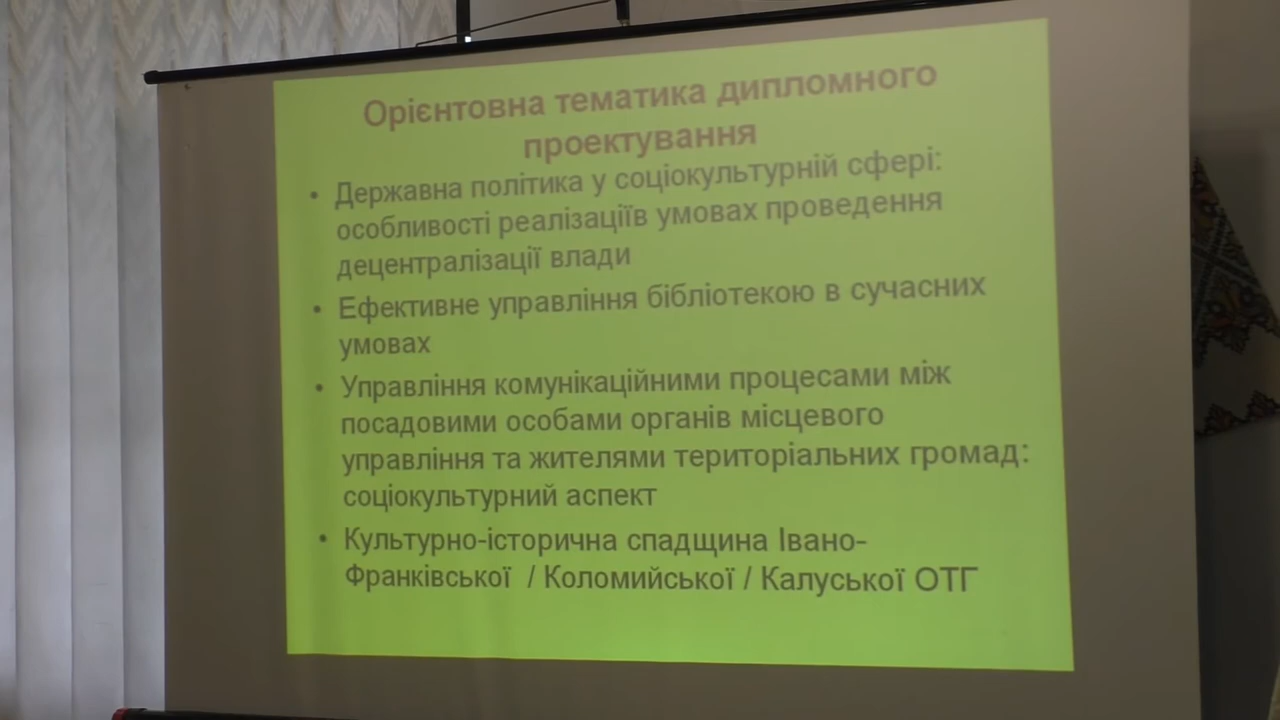 Орієнтовна тематика дипломного
проектування
• Державна політика у соціокультурній сфері:
особливості реалізаціїв умовах проведення
децентралізації влади
• Ефективне управління бібліотекою в сучасних
умовах
• Управління комунікаційними процесами між
посадовими особами органів місцевого
управління та жителями територіальних громад:
соціокультурний аспект
• Культурно-історична спадщина Івано-
Франківської / Коломийської / Калуської ОТГ